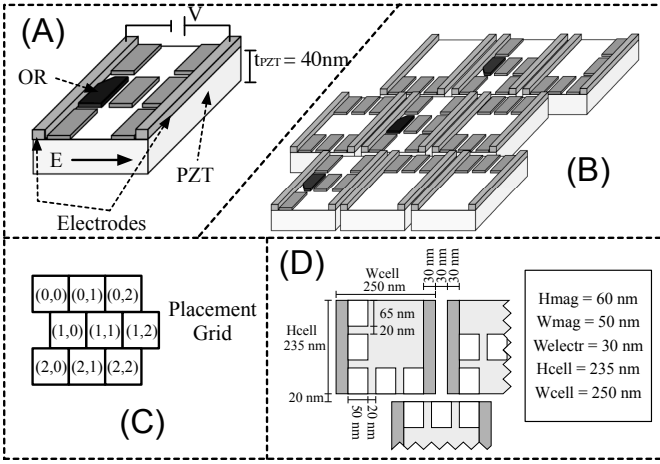 (A)
V
tPZT = 40nm
OR
E
PZT
Electrodes
(B)
(C)
(0,0) (0,1) (0,2)
(1,0) (1,1) (1,2)
(2,0) (2,1) (2,2)
Placement
Grid
(D)
Wcell
250 nm
30 nm
30 nm
30 nm
65 nm
20 nm
Hcell
235 nm
20 nm
50 nm
20 nm
Hmag = 60 nm
Wmag = 50 nm
Welectr = 30 nm
Hcell = 235 nm
Wcell = 250 nm